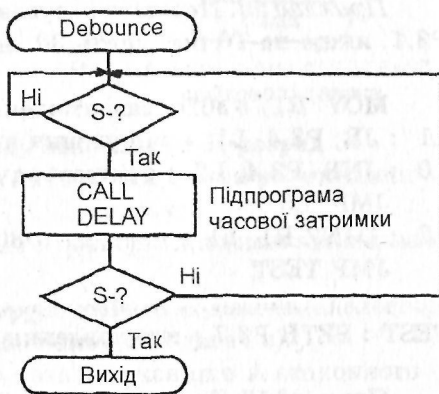 Debounce
Ні
S-?
Так
CALL
DELAY
Підпрограма
часової затримки
S-?
Ні
Так
Вихід